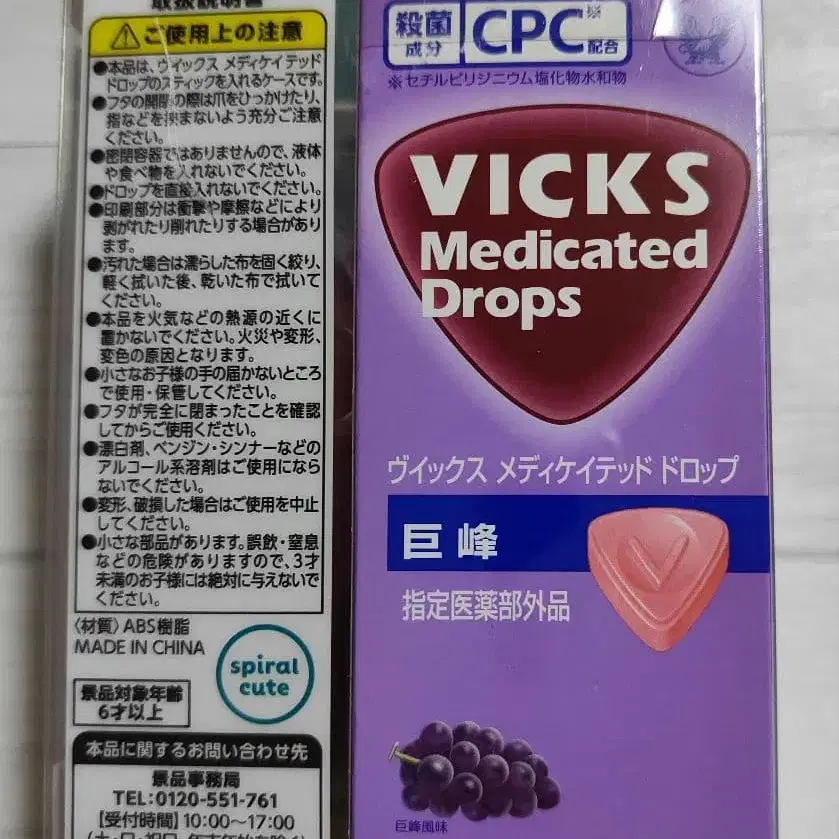 取扱説明書
ご使用上の注意
●本品は、ヴイックス メディケイテッド
ドロップのスティックを入れるケースです。
●フタの開閉の際は爪をひっかけたり、
指などを挟まないよう充分ご注意
ください。
●密閉容器ではありませんので、液体
や食べ物を入れないでください。
●ドロップを直接入れないでください。
●印刷部分は衝撃や摩擦などにより
剥がれたり削れたりする場合があり
ます。
●汚れた場合は濡らした布を固く絞り、
軽く拭いた後、乾いた布で拭いて
ください。
●本品を火気などの熱源の近くに
置かないでください。火災や変形、
変色の原因となります。
●小さなお子様の手の届かないところ
で使用・保管してください。
●フタが完全に閉まったことを確認
してからご使用ください。
●漂白剤、ベンジン・シンナーなどの
アルコール系溶剤はご使用になら
ないでください。
●変形、破損した場合はご使用を中止
してください。
●小さな部品があります。誤飲・窒息
などの危険がありますので、3才
未満のお子様には絶対に与えないで
ください。
〈材質〉ABS樹脂
MADE IN CHINA
spiral
cute
景品対象年齢
6才以上
本品に関するお問い合わせ先
景品事務局
TEL:0120-551-761
【受付時間】10:00～17:00
(土・日・祝日、年末年始を除く)
殺菌
成分
CPC※
配合
※セチルピリジニウム塩化物水和物
VICKS
Medicated
Drops
ヴイックス メディケイテッド ドロップ
巨峰
V
指定医薬部外品
巨峰風味